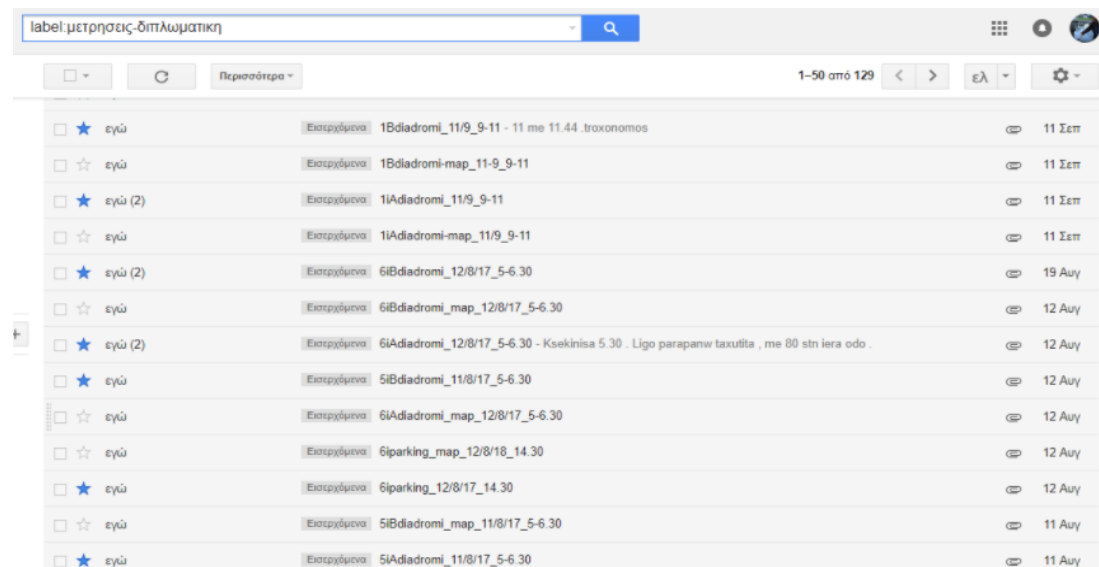 label:μετρησεις-διπλωματικη
Περισσότερα 1–50 από 129 ελ
εγώ Εισερχόμενα 1Bdiadromi_11/9_9-11 - 11 me 11.44 .troxonomos 11 Σεπ
εγώ Εισερχόμενα 1Bdiadromi-map_11-9_9-11 11 Σεπ
εγώ (2) Εισερχόμενα 1iAdiadromi_11/9_9-11 11 Σεπ
εγώ Εισερχόμενα 1iAdiadromi-map_11/9_9-11 11 Σεπ
εγώ (2) Εισερχόμενα 6iBdiadromi_12/8/17_5-6.30 19 Αυγ
εγώ Εισερχόμενα 6iBdiadromi_map_12/8/17_5-6.30 12 Αυγ
εγώ (2) Εισερχόμενα 6iAdiadromi_12/8/17_5-6.30 - Ksekinisa 5.30 . Ligo parapanw taxutita , me 80 stn iera odo . 12 Αυγ
εγώ Εισερχόμενα 5iBdiadromi_11/8/17_5-6.30 12 Αυγ
εγώ Εισερχόμενα 6iAdiadromi_map_12/8/17_5-6.30 12 Αυγ
εγώ Εισερχόμενα 6iparking_map_12/8/18_14.30 12 Αυγ
εγώ Εισερχόμενα 6iparking_12/8/17_14.30 12 Αυγ
εγώ Εισερχόμενα 5iBdiadromi_map_11/8/17_5-6.30 11 Αυγ
εγώ Εισερχόμενα 5iAdiadromi_11/8/17_5-6.30 11 Αυγ